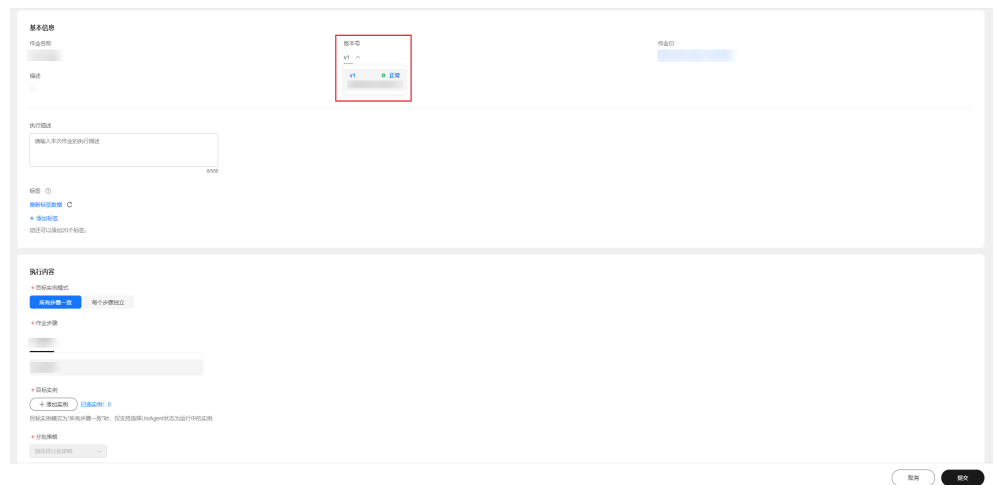 基本信息
作业名称
版本号
作业ID
v1
描述
v1 正常
执行描述
请输入本次作业的执行描述
0/500
标签
刷新标签数据
+ 添加标签
您还可以添加20个标签。
执行内容
* 目标实例模式
所有步骤一致 每个步骤独立
* 作业步骤
* 目标实例
+ 添加实例 已选实例：0
目标实例模式为“所有步骤一致”时，仅支持选择UniAgent状态为运行中的实例
* 分批策略
请选择分批策略
取消 提交